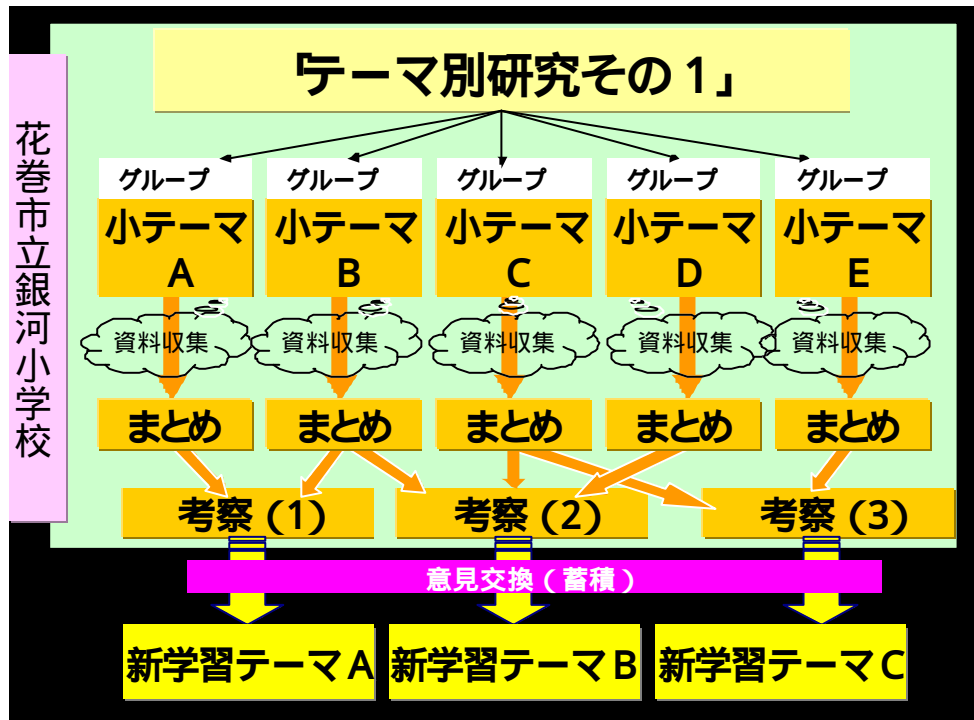 「テーマ別研究その1」
花巻市立銀河小学校
グループ
グループ
グループ
グループ
グループ
小テーマ
A
小テーマ
B
小テーマ
C
小テーマ
D
小テーマ
E
資料収集
資料収集
資料収集
資料収集
資料収集
まとめ
まとめ
まとめ
まとめ
まとめ
考察(1)
考察(2)
考察(3)
意見交換(蓄積)
新学習テーマA
新学習テーマB
新学習テーマC